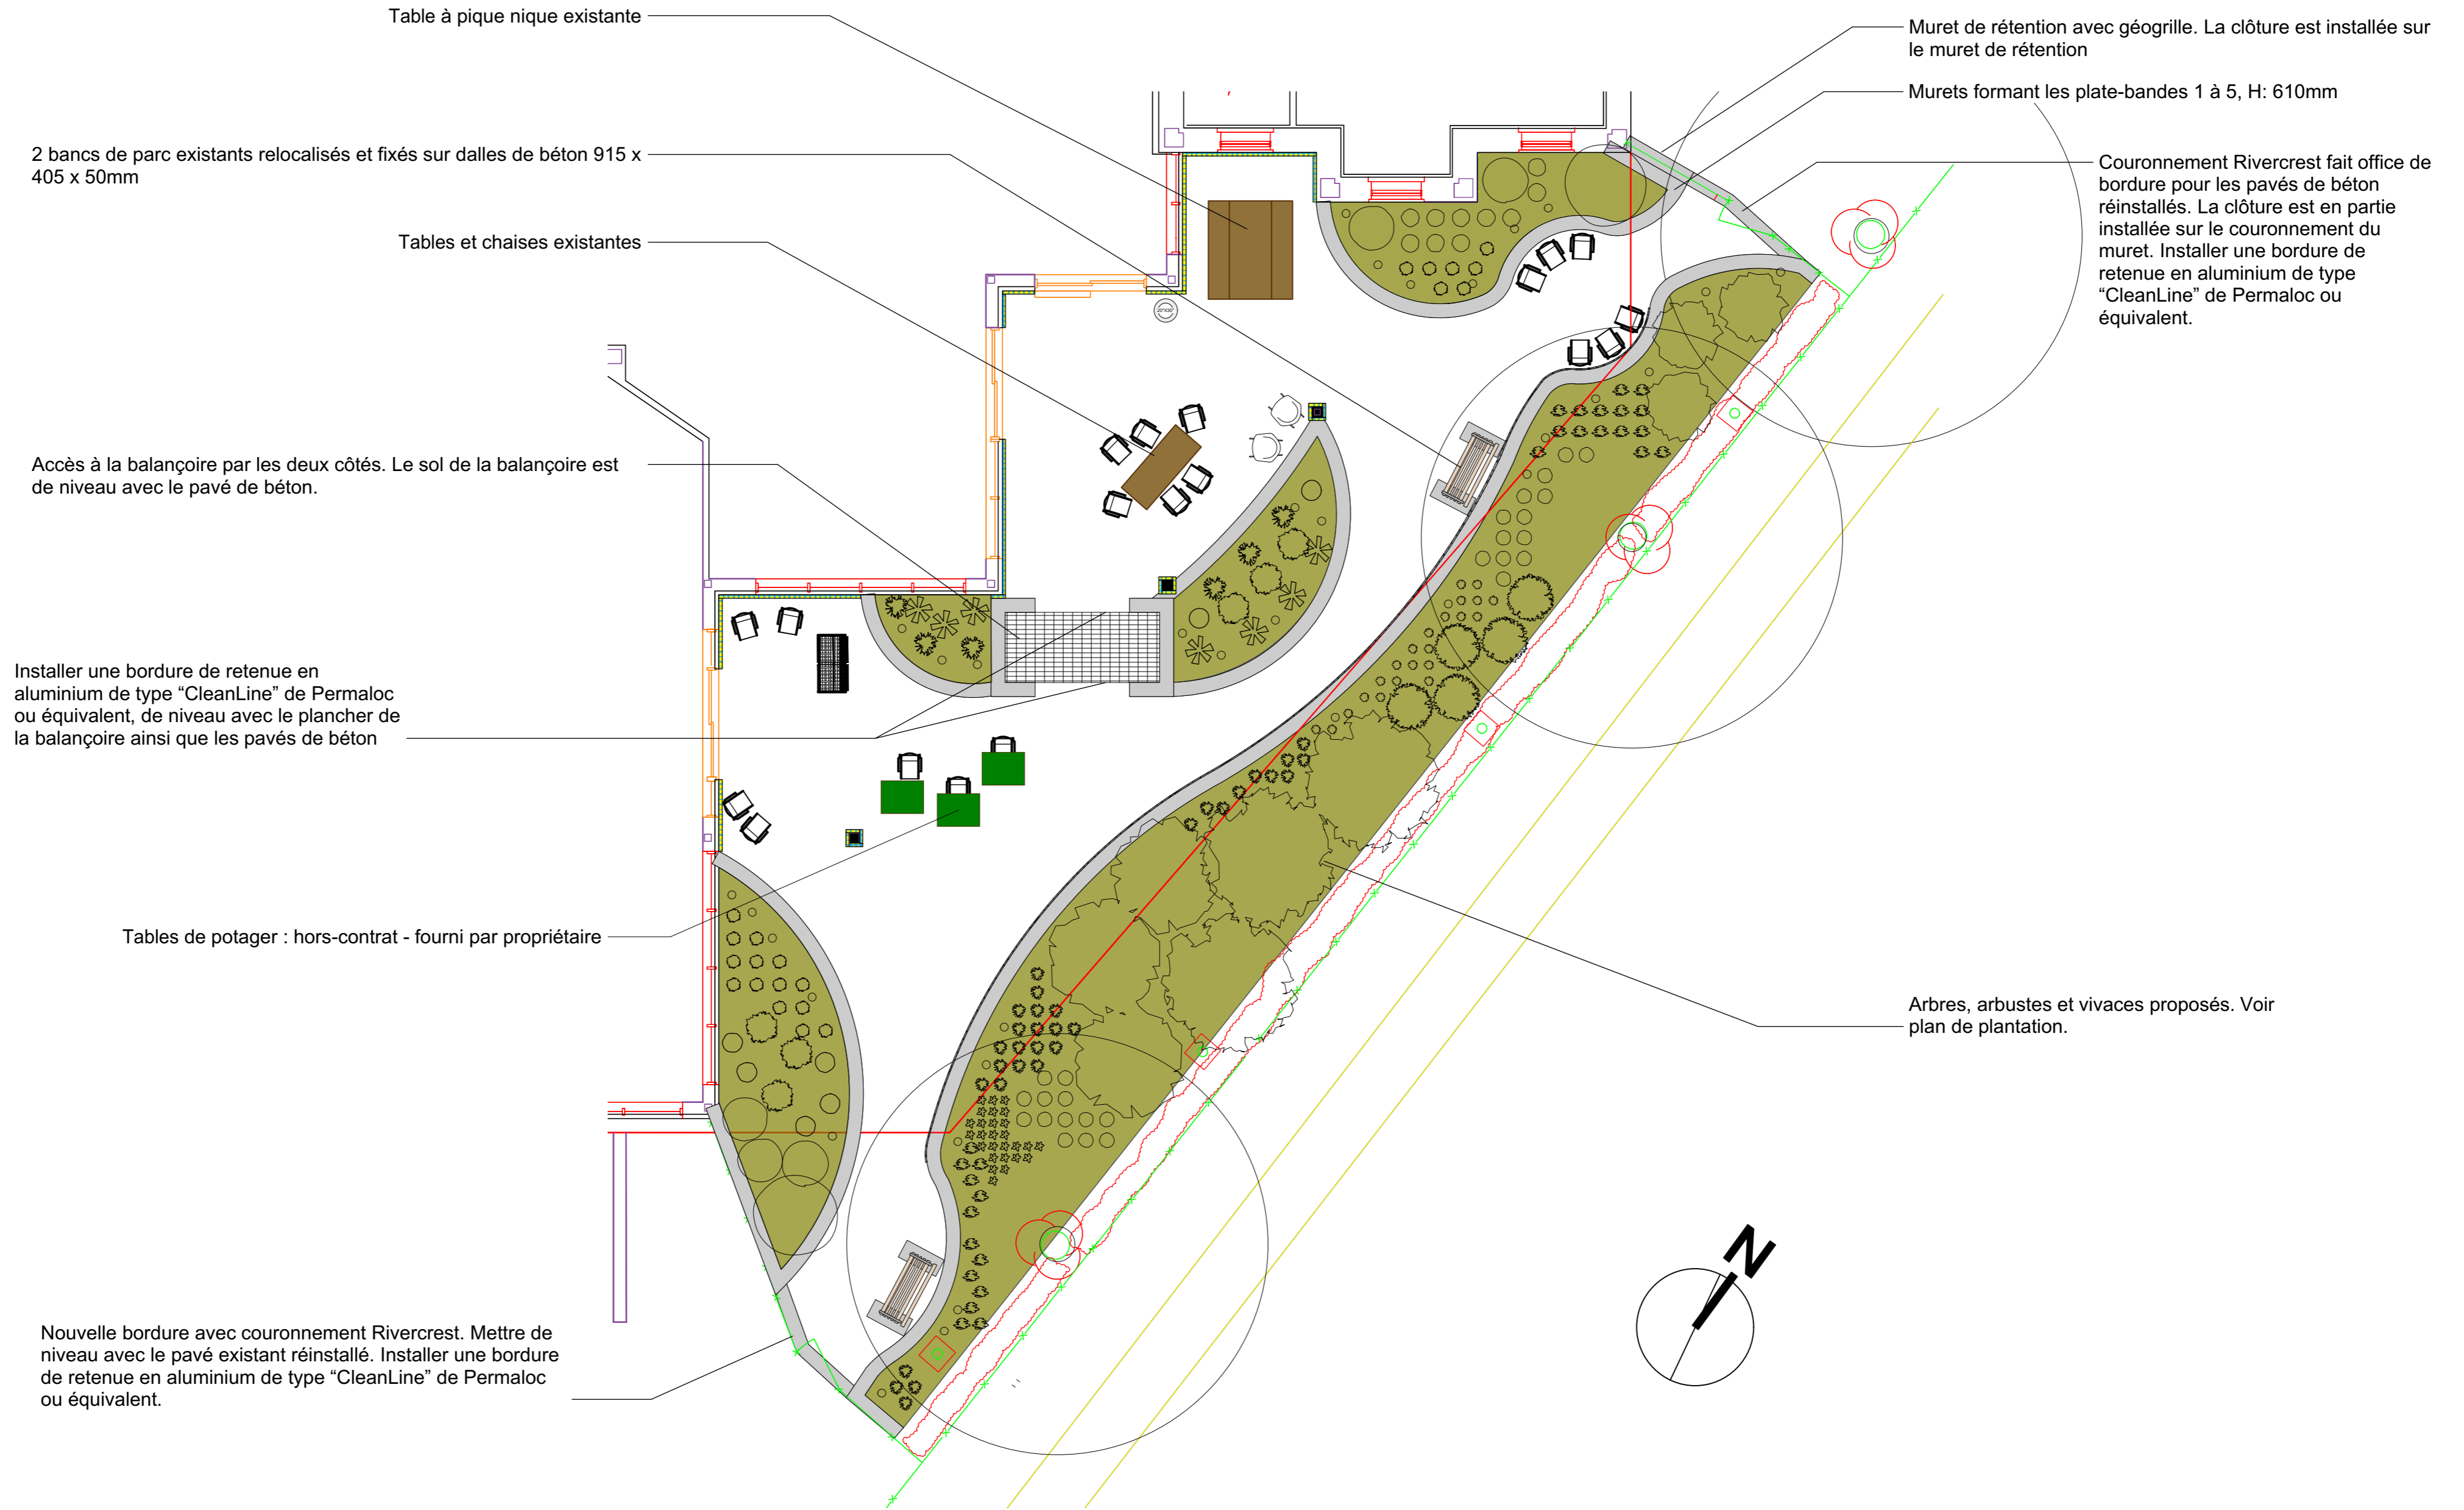 Table à pique nique existante
2 bancs de parc existants relocalisés et fixés sur dalles de béton 915 x
405 x 50mm
Tables et chaises existantes
Accès à la balançoire par les deux côtés. Le sol de la balançoire est
de niveau avec le pavé de béton.
Installer une bordure de retenue en
aluminium de type “CleanLine” de Permaloc
ou équivalent, de niveau avec le plancher de
la balançoire ainsi que les pavés de béton
Tables de potager : hors-contrat - fourni par propriétaire
Nouvelle bordure avec couronnement Rivercrest. Mettre de
niveau avec le pavé existant réinstallé. Installer une bordure
de retenue en aluminium de type “CleanLine” de Permaloc
ou équivalent.
Muret de rétention avec géogrille. La clôture est installée sur
le muret de rétention
Murets formant les plate-bandes 1 à 5, H: 610mm
Couronnement Rivercrest fait office de
bordure pour les pavés de béton
réinstallés. La clôture est en partie
installée sur le couronnement du
muret. Installer une bordure de
retenue en aluminium de type
“CleanLine” de Permaloc ou
équivalent.
Arbres, arbustes et vivaces proposés. Voir
plan de plantation.
N